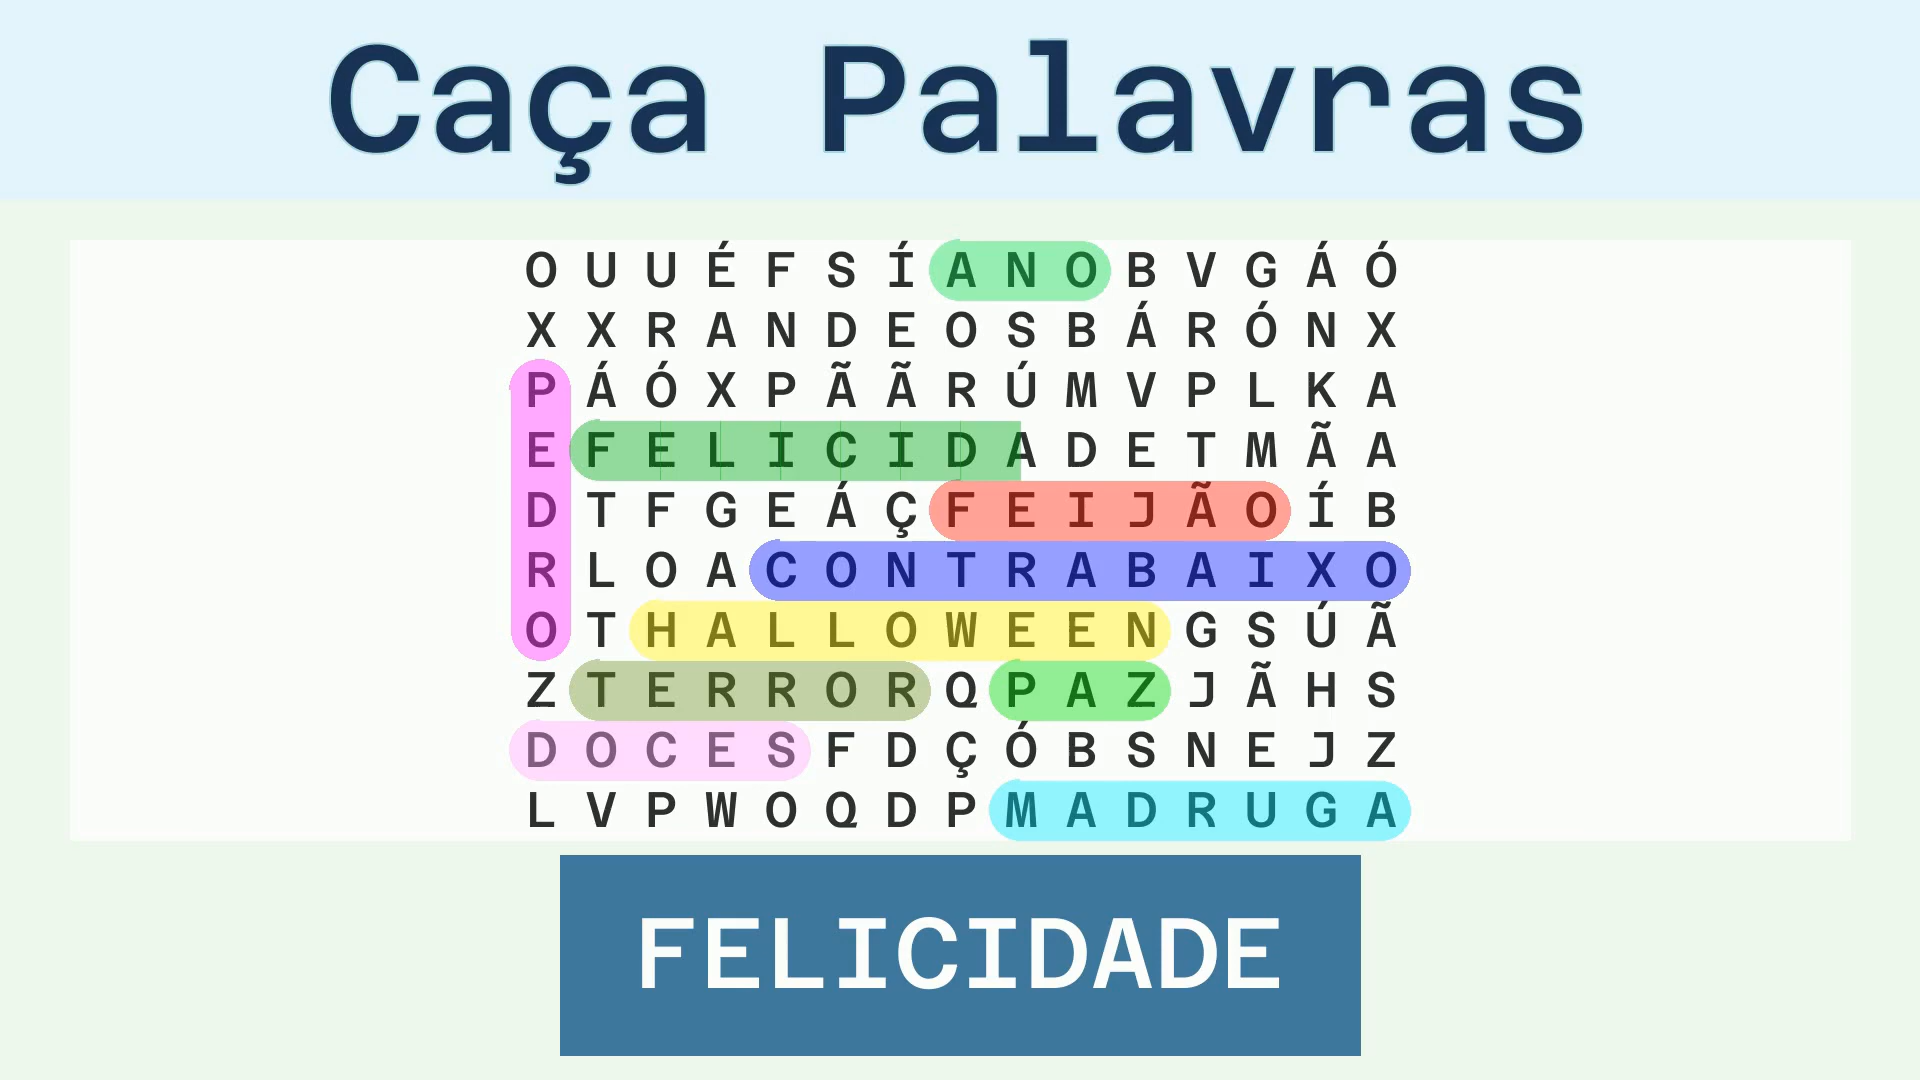 Caça Palavras
O U U É F S Í A N O B V G Á Ó
X X R A N D E O S B Á R Ó N X
P Á Ó X P Ã Ã R Ú M V P L K A
E F E L I C I D A D E T M Ã A
D T F G E Á Ç F E I J Ã O Í B
R L O A C O N T R A B A I X O
O T H A L L O W E E N G S Ú Ã
Z T E R R O R Q P A Z J Ã H S
D O C E S F D Ç Ó B S N E J Z
L V P W O Q D P M A D R U G A
FELICIDADE